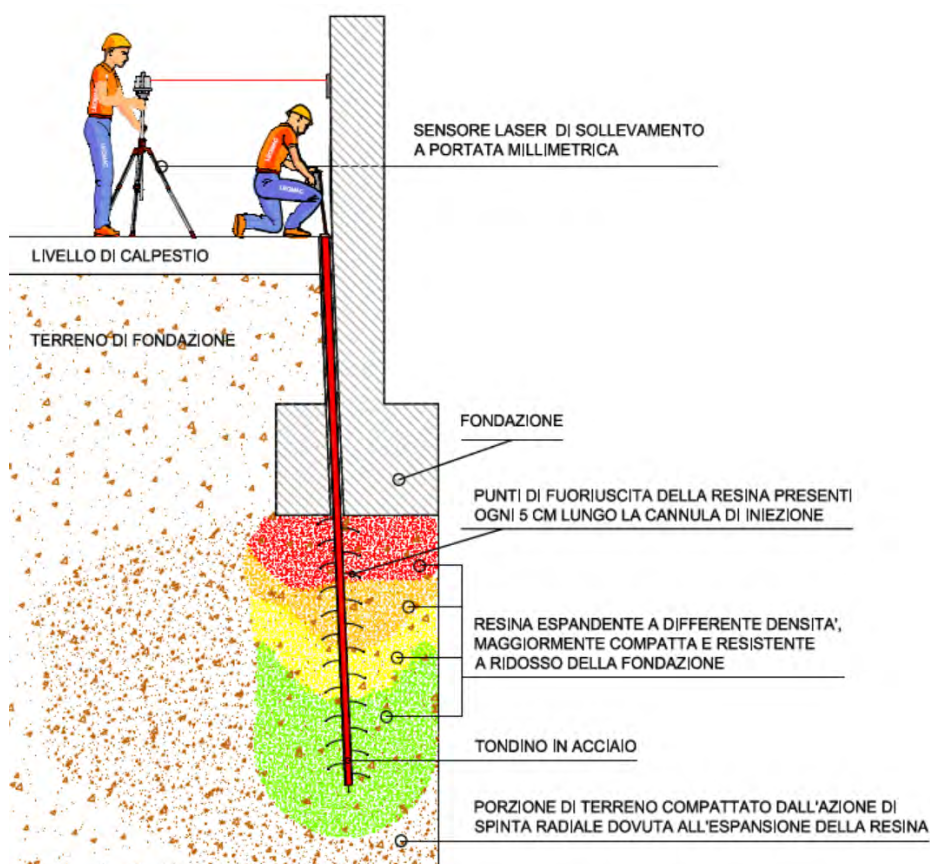 SENSORE LASER DI SOLLEVAMENTO
A PORTATA MILLIMETRICA
LEOMAC
LEOMAC
LIVELLO DI CALPESTIO
TERRENO DI FONDAZIONE
FONDAZIONE
PUNTI DI FUORIUSCITA DELLA RESINA PRESENTI
OGNI 5 CM LUNGO LA CANNULA DI INIEZIONE
RESINA ESPANDENTE A DIFFERENTE DENSITA',
MAGGIORMENTE COMPATTA E RESISTENTE
A RIDOSSO DELLA FONDAZIONE
TONDINO IN ACCIAIO
PORZIONE DI TERRENO COMPATTATO DALL'AZIONE DI
SPINTA RADIALE DOVUTA ALL'ESPANSIONE DELLA RESINA